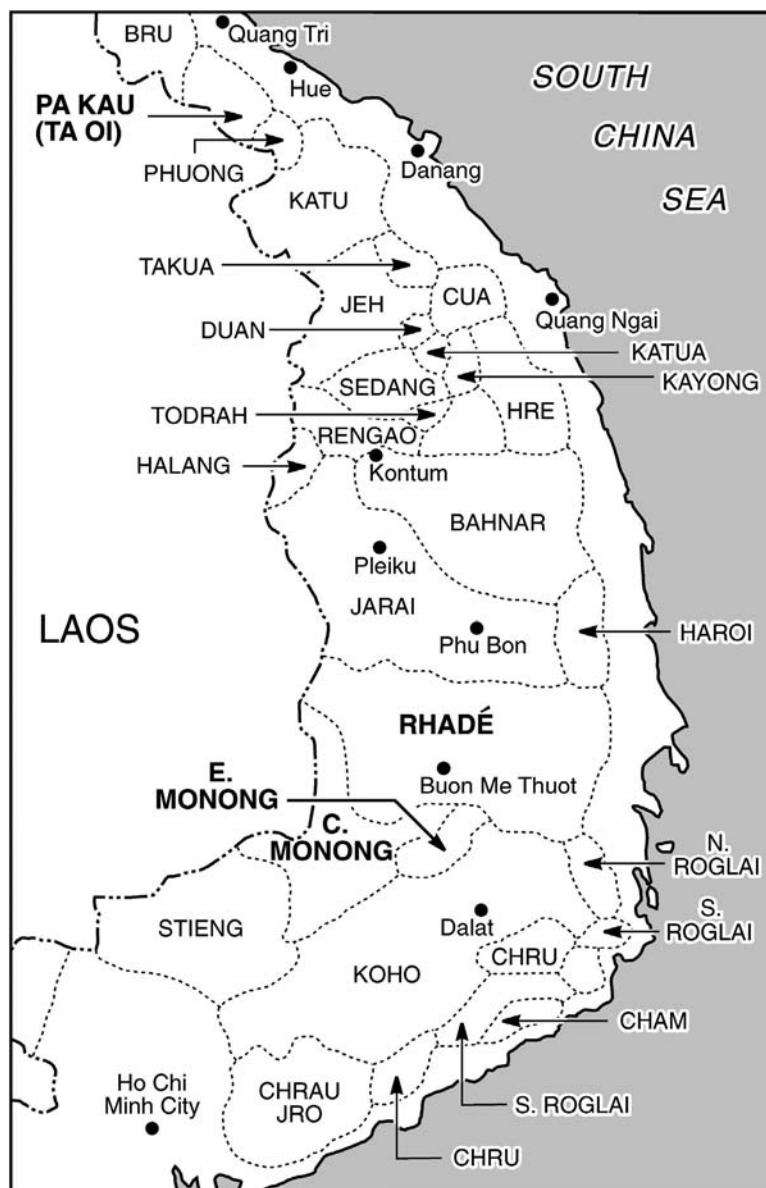 BRU
Quang Tri
Hue
SOUTH
CHINA
SEA
PA KAU
(TA OI)
PHUONG
Danang
KATU
TAKUA
JEH
CUA
Quang Ngai
DUAN
KATUA
SEDANG
KAYONG
TODRAH
HRE
RENGAO
HALANG
Kontum
BAHNAR
Pleiku
JARAI
LAOS
Phu Bon
HAROI
RHADÉ
E.
MONONG
Buon Me Thuot
C.
MONONG
N.
ROGLAI
STIENG
Dalat
S.
ROGLAI
CHRU
KOHO
CHAM
Ho Chi
Minh City
CHRAU
JRO
S. ROGLAI
CHRU